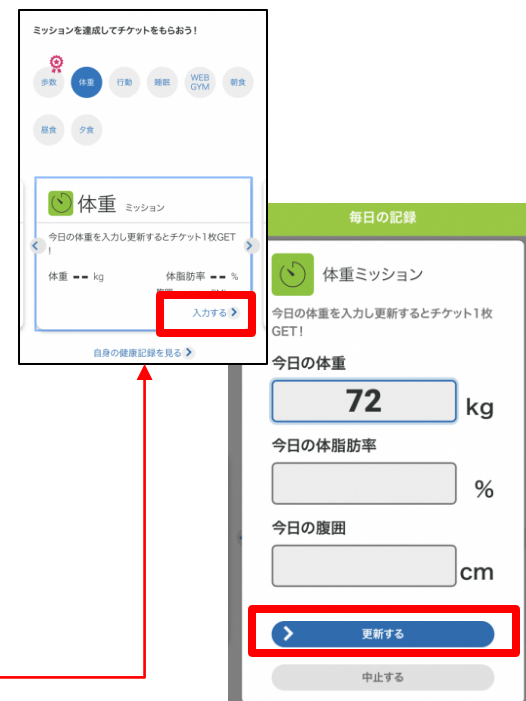 ミッションを達成してチケットをもらおう!
歩数 体重 行動 睡眠 WEB GYM 朝食
昼食 夕食
体重 ミッション
今日の体重を入力し更新するとチケット1枚GET
!
体重 -- kg 体脂肪率 -- %
入力する
自身の健康記録を見る
毎日の記録
体重ミッション
今日の体重を入力し更新するとチケット1枚
GET!
今日の体重
72 kg
今日の体脂肪率
%
今日の腹囲
cm
更新する
中止する